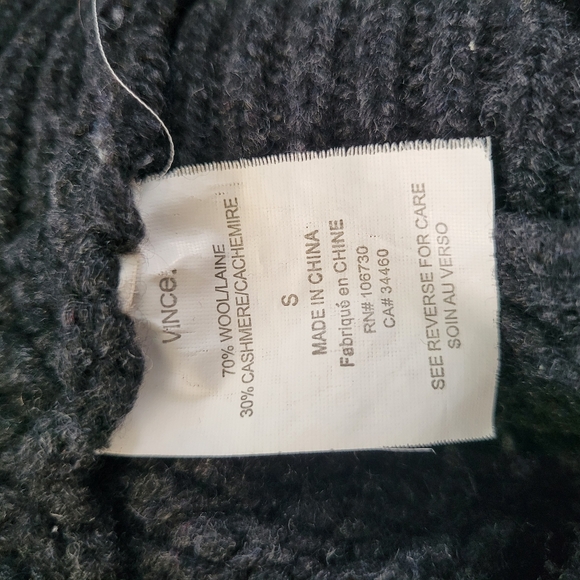 VINCE.
70% WOOL/LAINE
30% CASHMERE/CACHEMIRE
S
MADE IN CHINA
Fabriqué en CHINE
RN# 106730
CA# 34460
SEE REVERSE FOR CARE
SOIN AU VERSO